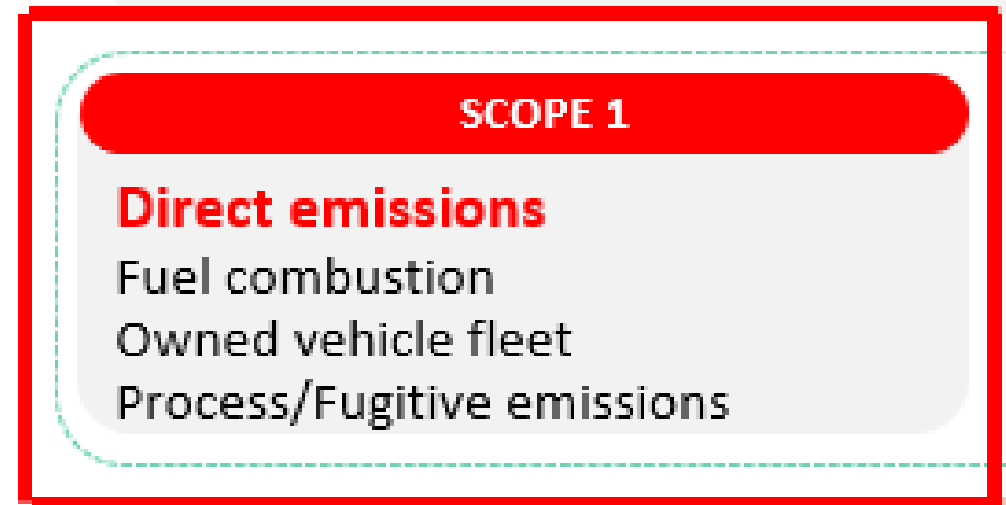 SCOPE 1
Direct emissions
Fuel combustion
Owned vehicle fleet
Process/Fugitive emissions